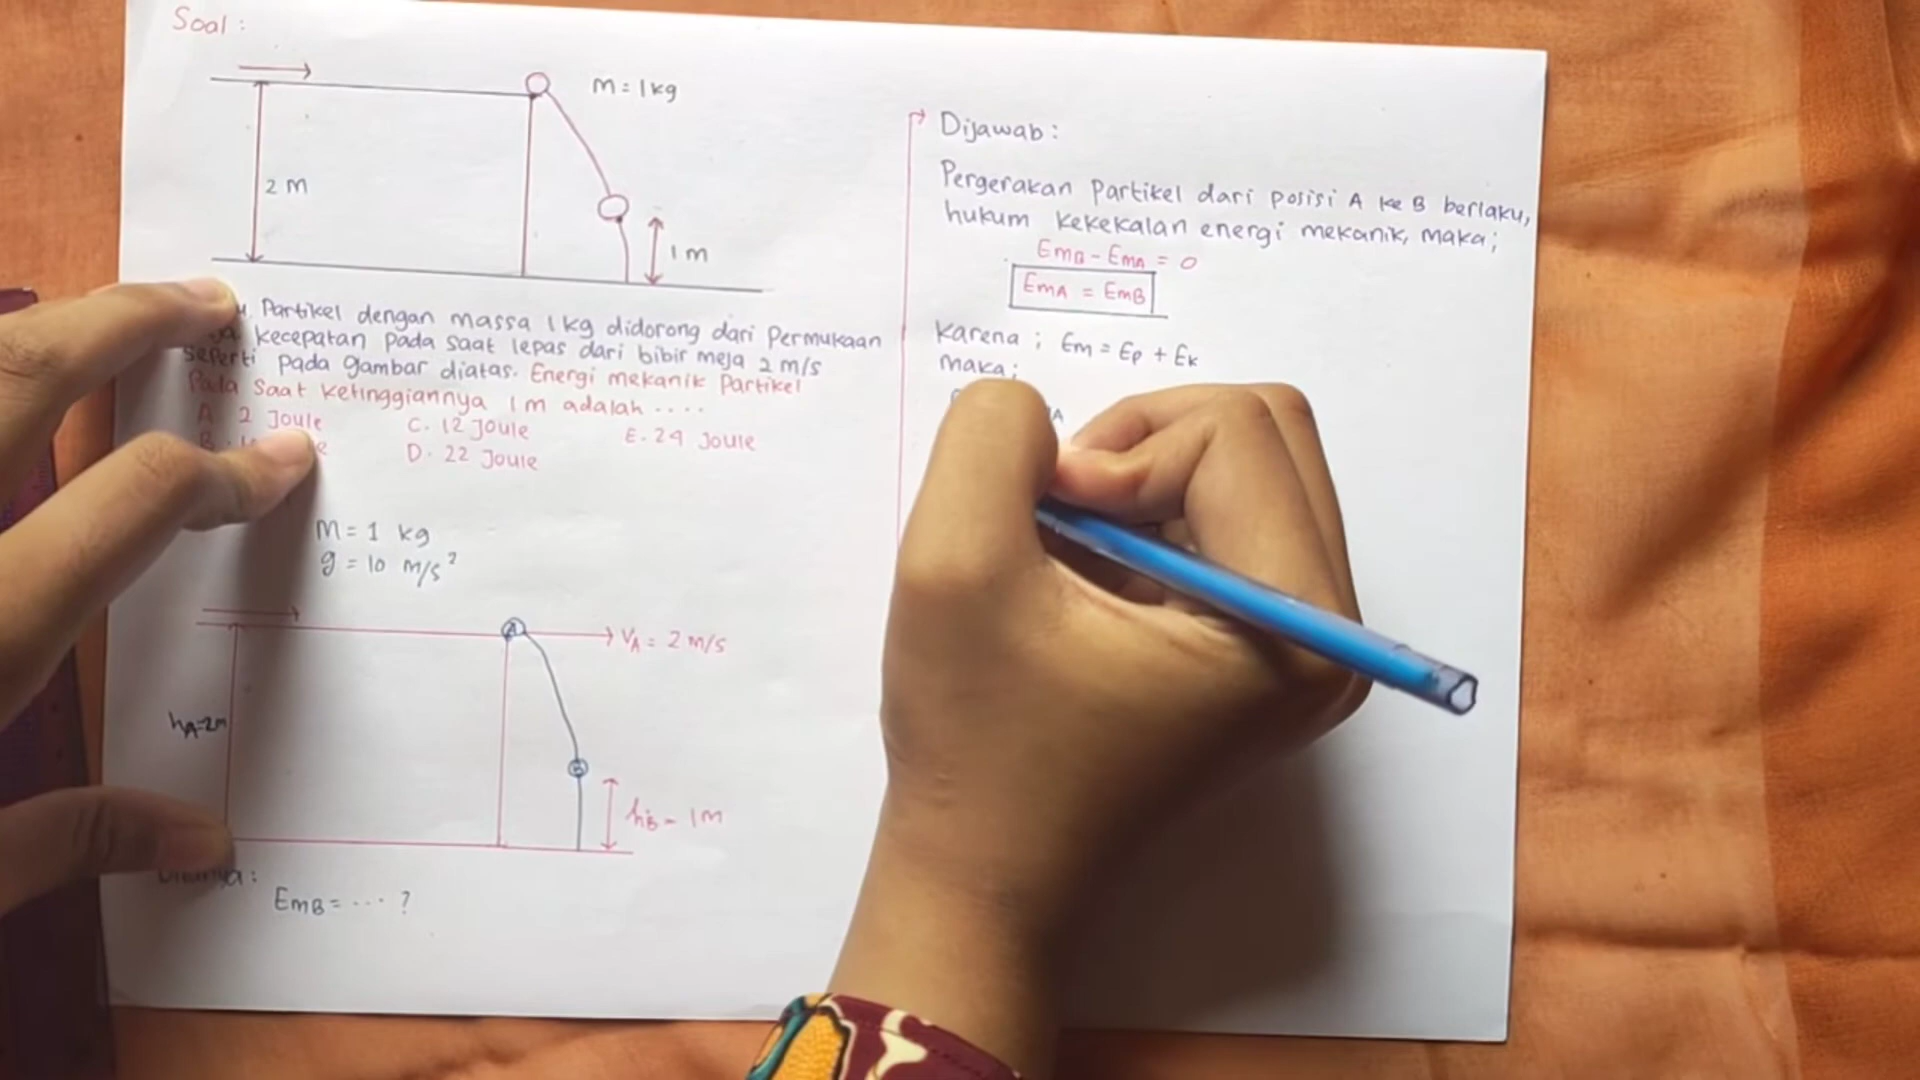 Soal :
m = 1 kg
2 m
1 m
Partikel dengan massa 1 kg didorong dari Permukaan
kecepatan pada saat lepas dari bibir meja 2 m/s
seperti pada gambar diatas. Energi mekanik Partikel
Pada saat ketinggiannya 1 m adalah ....
A 2 Joule
C. 12 Joule
E. 24 Joule
B.
D. 22 Joule
m = 1 kg
g = 10 m/s²
A
VA = 2 m/s
hA=2m
B
hB = 1 m
EmB = ... ?
Dijawab :
Pergerakan Partikel dari posisi A ke B berlaku,
hukum kekekalan energi mekanik, maka;
EmB - EmA = 0
EmA = EmB
karena ; Em = Ep + Ek
maka;
A